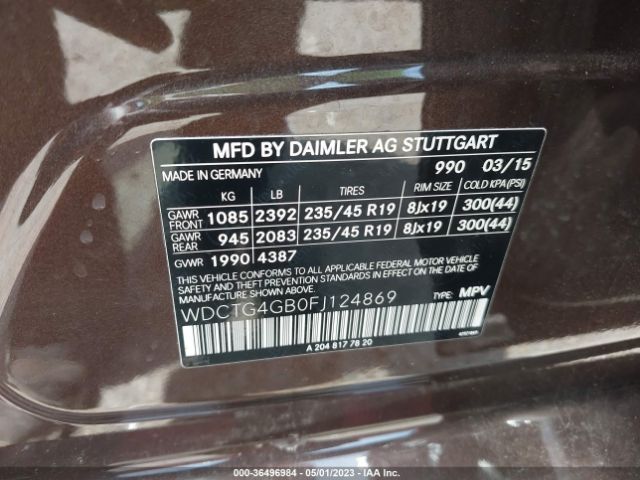 MFD BY DAIMLER AG STUTTGART
MADE IN GERMANY 990 03/15
KG LB TIRES RIM SIZE COLD KPA(PSI)
GAWR FRONT 1085 2392 235/45 R19 8Jx19 300(44)
GAWR REAR 945 2083 235/45 R19 8Jx19 300(44)
GVWR 1990 4387
THIS VEHICLE CONFORMS TO ALL APPLICABLE FEDERAL MOTOR VEHICLE
SAFETY AND THEFT PREVENTION STANDARDS IN EFFECT ON THE DATE
OF MANUFACTURE SHOWN ABOVE.
WDCTG4GB0FJ124869 TYPE: MPV
A 204 817 78 20
000-36496984 - 05/01/2023 - IAA Inc.